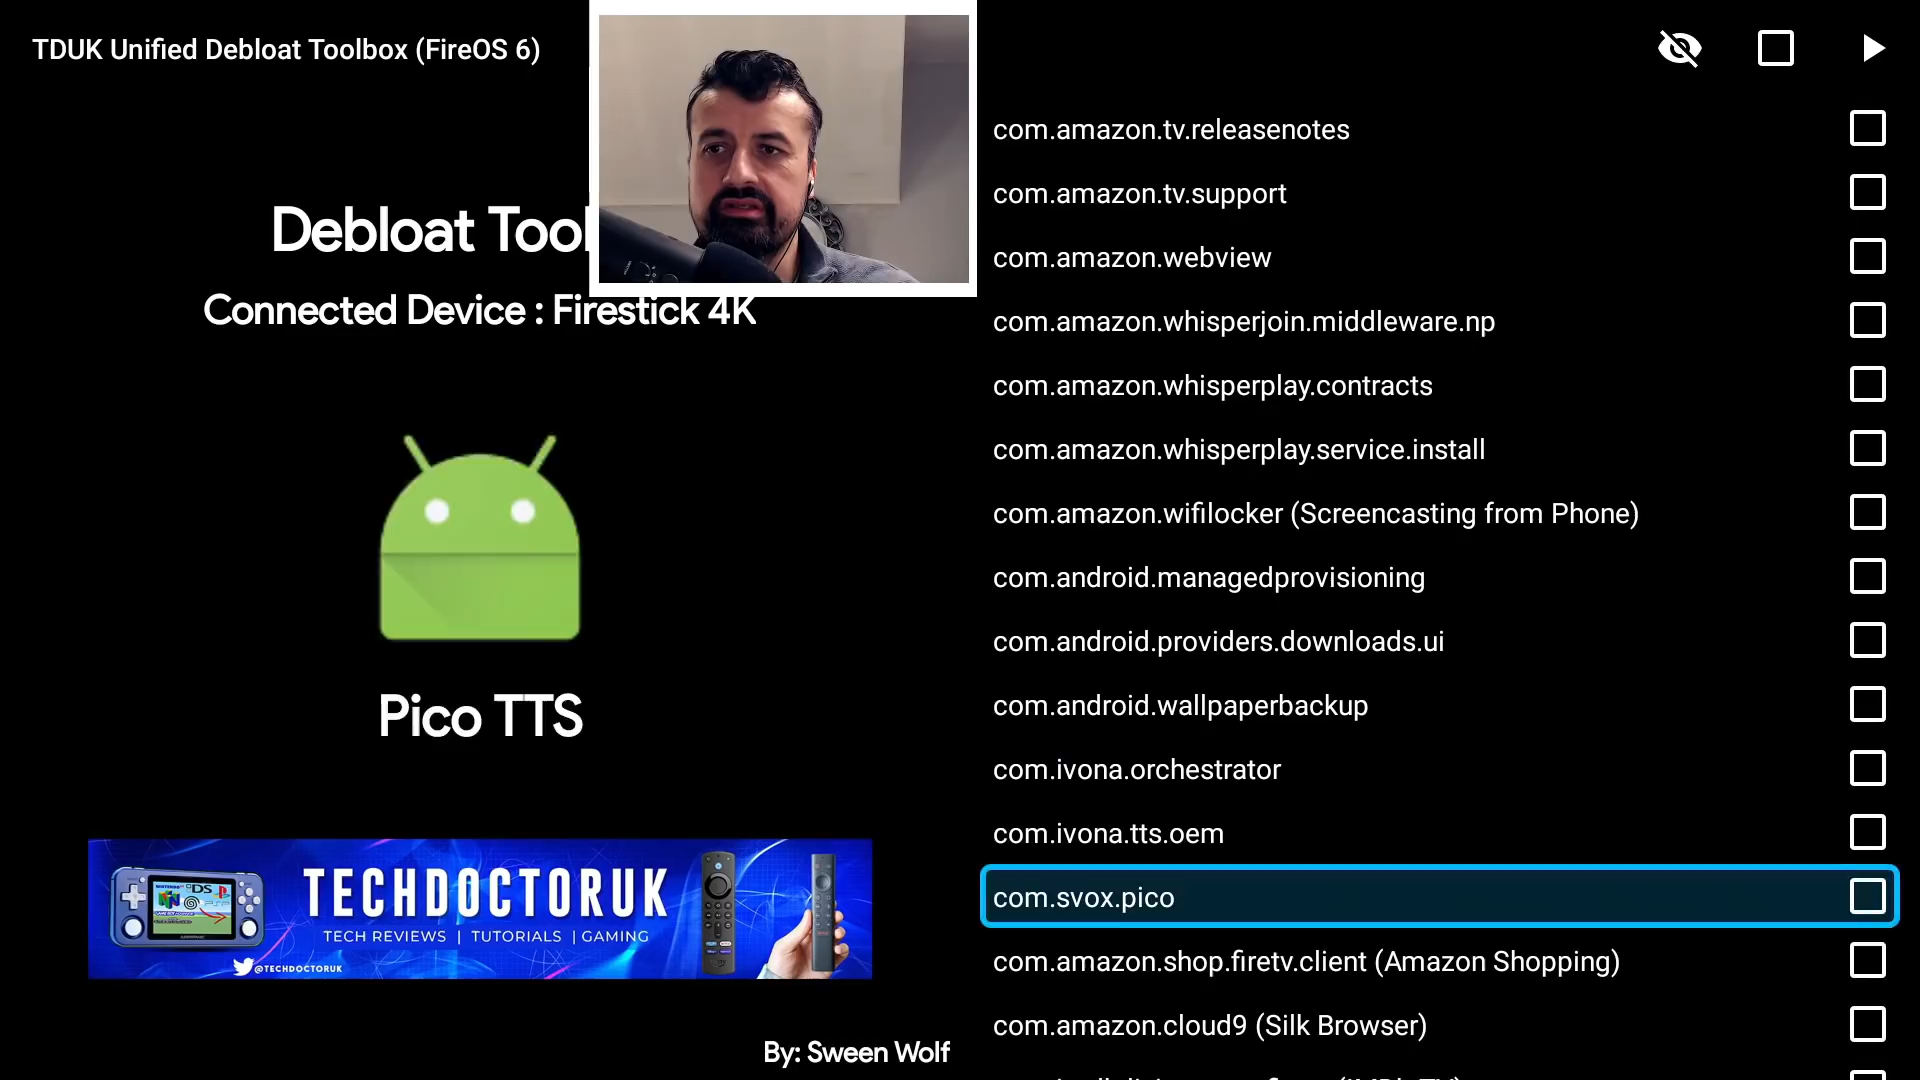 TDUK Unified Debloat Toolbox (FireOS 6)
Debloat Tool
Connected Device : Firestick 4K
Pico TTS
TECHDOCTORUK
TECH REVIEWS | TUTORIALS | GAMING
@TECHDOCTORUK
By: Sween Wolf
com.amazon.tv.releasenotes
com.amazon.tv.support
com.amazon.webview
com.amazon.whisperjoin.middleware.np
com.amazon.whisperplay.contracts
com.amazon.whisperplay.service.install
com.amazon.wifilocker (Screencasting from Phone)
com.android.managedprovisioning
com.android.providers.downloads.ui
com.android.wallpaperbackup
com.ivona.orchestrator
com.ivona.tts.oem
com.svox.pico
com.amazon.shop.firetv.client (Amazon Shopping)
com.amazon.cloud9 (Silk Browser)